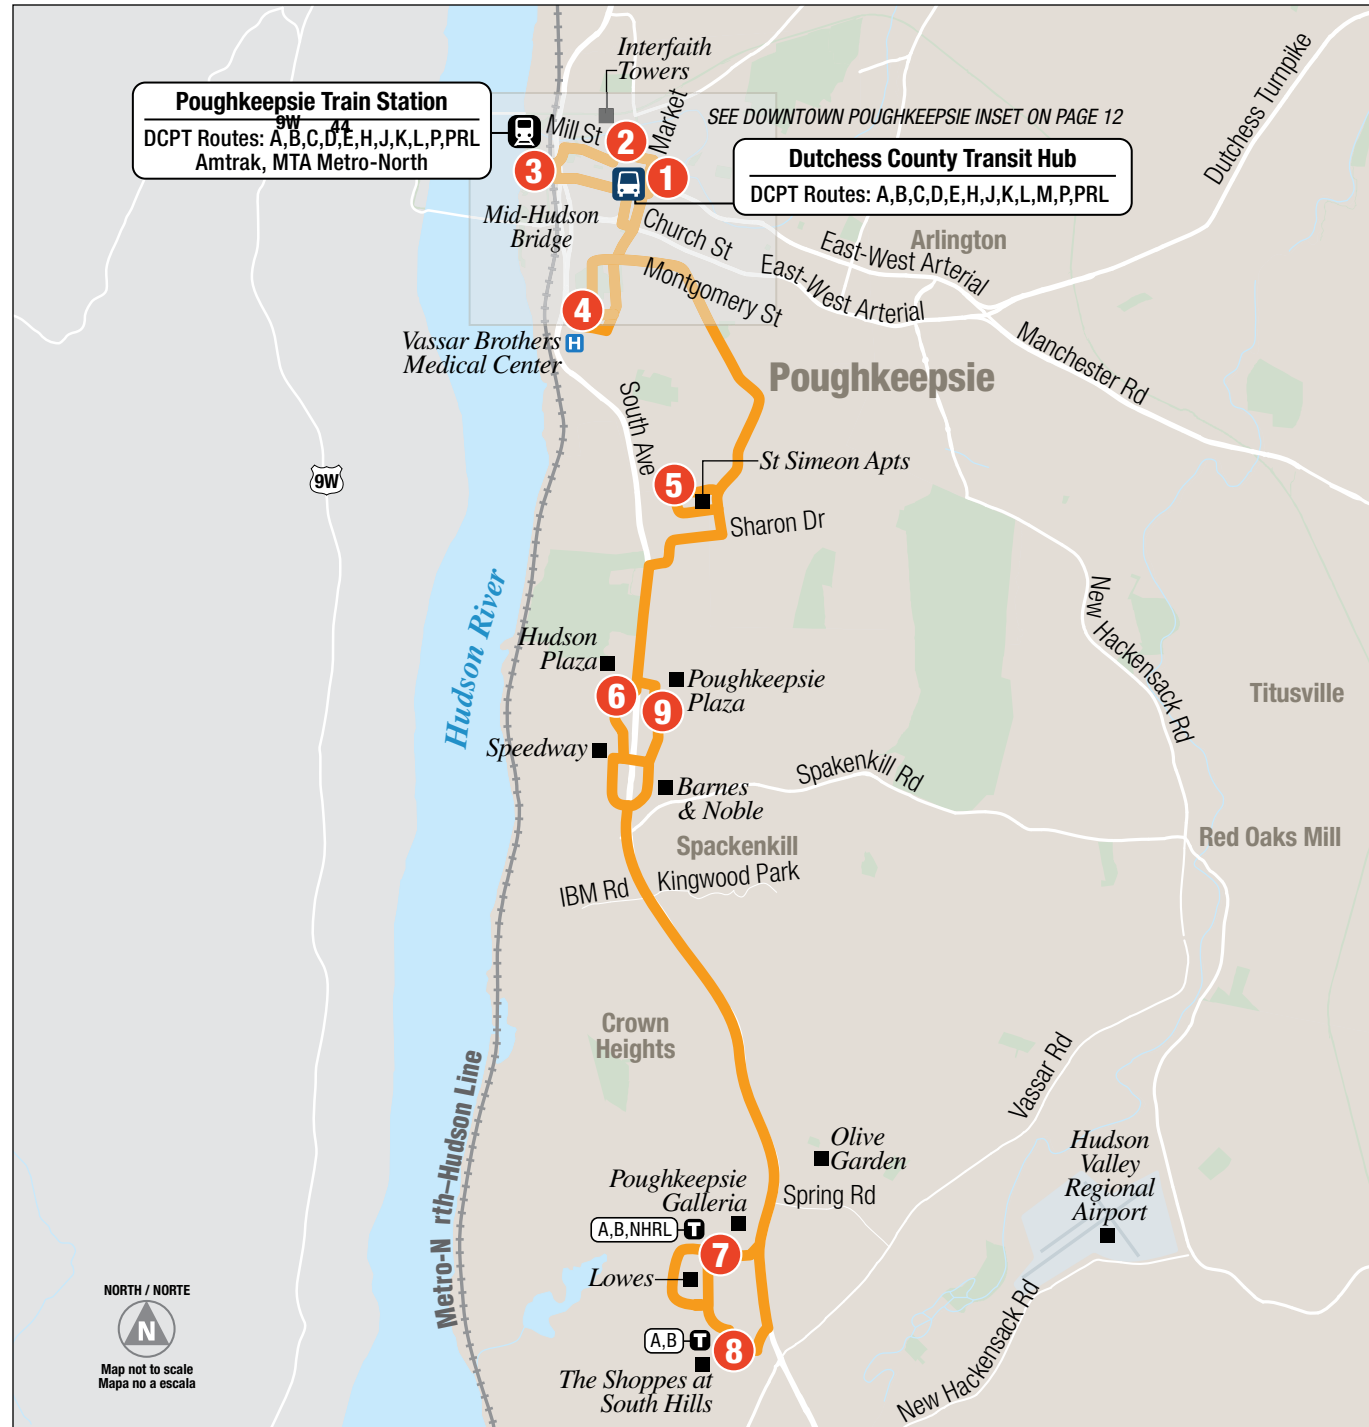 Interfaith
Towers
Poughkeepsie Train Station
9W
44
DCPT Routes: A,B,C,D,E,H,J,K,L,P,PRL
Amtrak, MTA Metro-North
Mill St
Market
SEE DOWNTOWN POUGHKEEPSIE INSET ON PAGE 12
Dutchess Turnpike
2
3
1
Dutchess County Transit Hub
DCPT Routes: A,B,C,D,E,H,J,K,L,M,P,PRL
Mid-Hudson
Bridge
Church St
East-West Arterial
Arlington
Montgomery St
East-West Arterial
4
Vassar Brothers
Medical Center
H
Manchester Rd
Poughkeepsie
South Ave
9W
5
St Simeon Apts
Sharon Dr
Hudson River
New Hackensack Rd
Hudson
Plaza
6
9
Poughkeepsie
Plaza
Titusville
Speedway
Barnes
& Noble
Spakenkill Rd
Spackenkill
Red Oaks Mill
IBM Rd
Kingwood Park
Crown
Heights
Metro-N rth–Hudson Line
Vassar Rd
Olive
Garden
Hudson
Valley
Regional
Airport
Poughkeepsie
Galleria
Spring Rd
A,B,NHRL
T
7
Lowes
NORTH / NORTE
N
Map not to scale
Mapa no a escala
A,B
T
8
The Shoppes at
South Hills
New Hackensack Rd